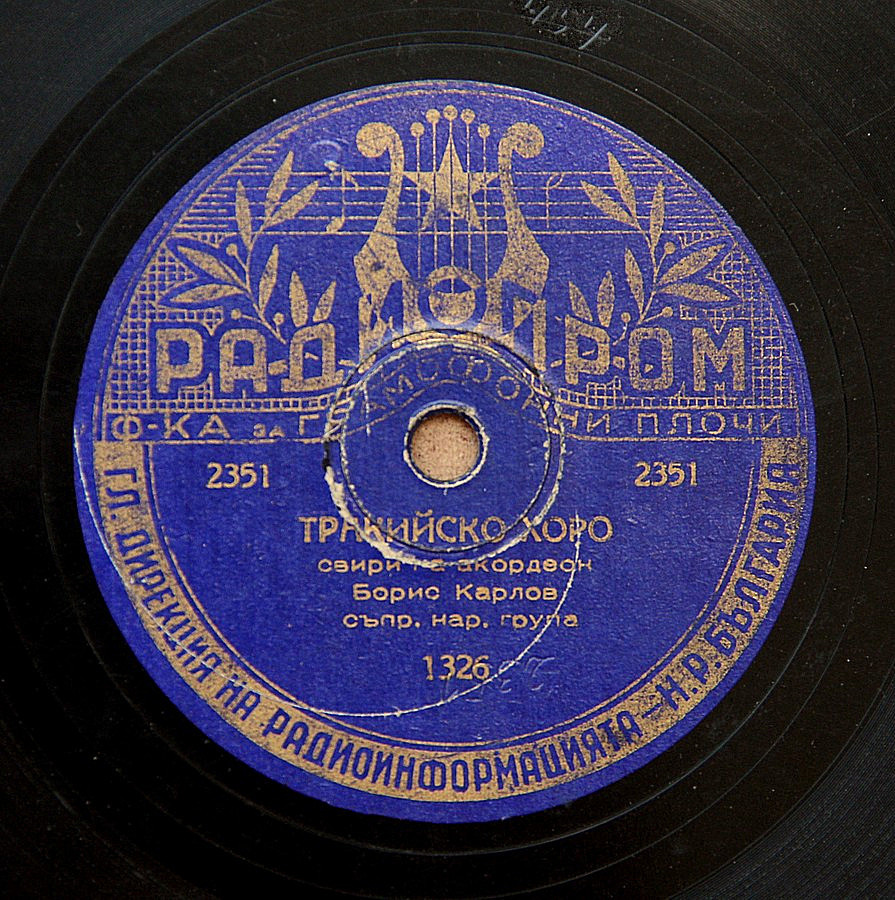 РАДИОПРОМ
Ф-КА ЗА ГРАМОФОННИ ПЛОЧИ
2351 2351
ТРАКИЙСКО ХОРО
свири на акордеон
Борис Карлов
съпр. нар. група
1326
ГЛ. ДИРЕКЦИЯ НА РАДИОИНФОРМАЦИЯТА – Н.Р. БЪЛГАРИЯ